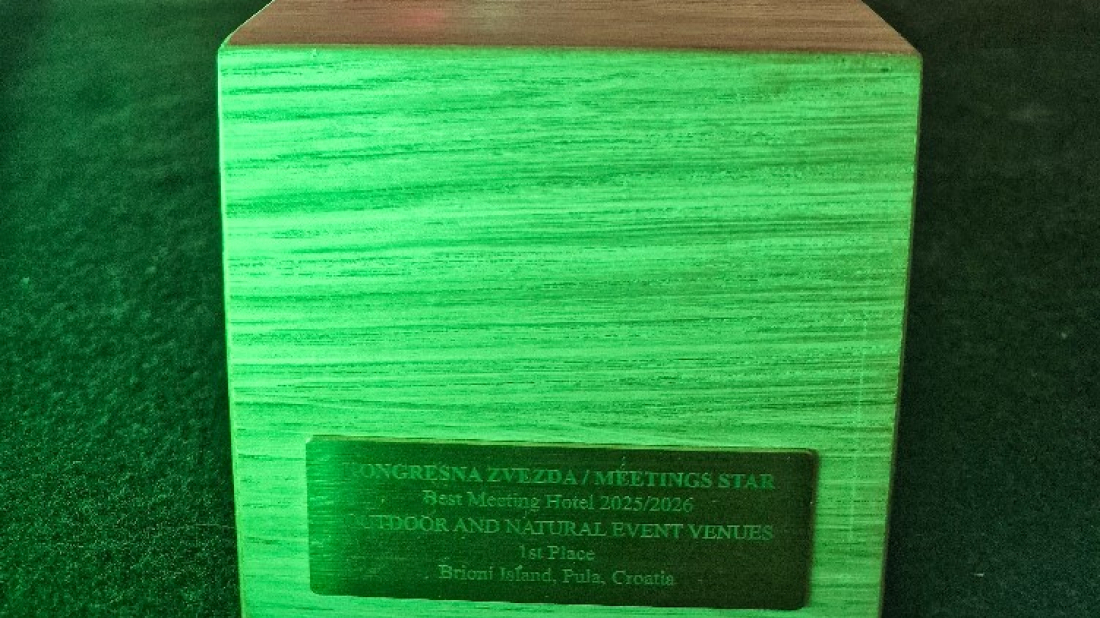 KONGRESNA ZVEZDA / MEETINGS STAR
Best Meeting Hotel 2025/2026
OUTDOOR AND NATURAL EVENT VENUES
1st Place
Brioni Island, Pula, Croatia